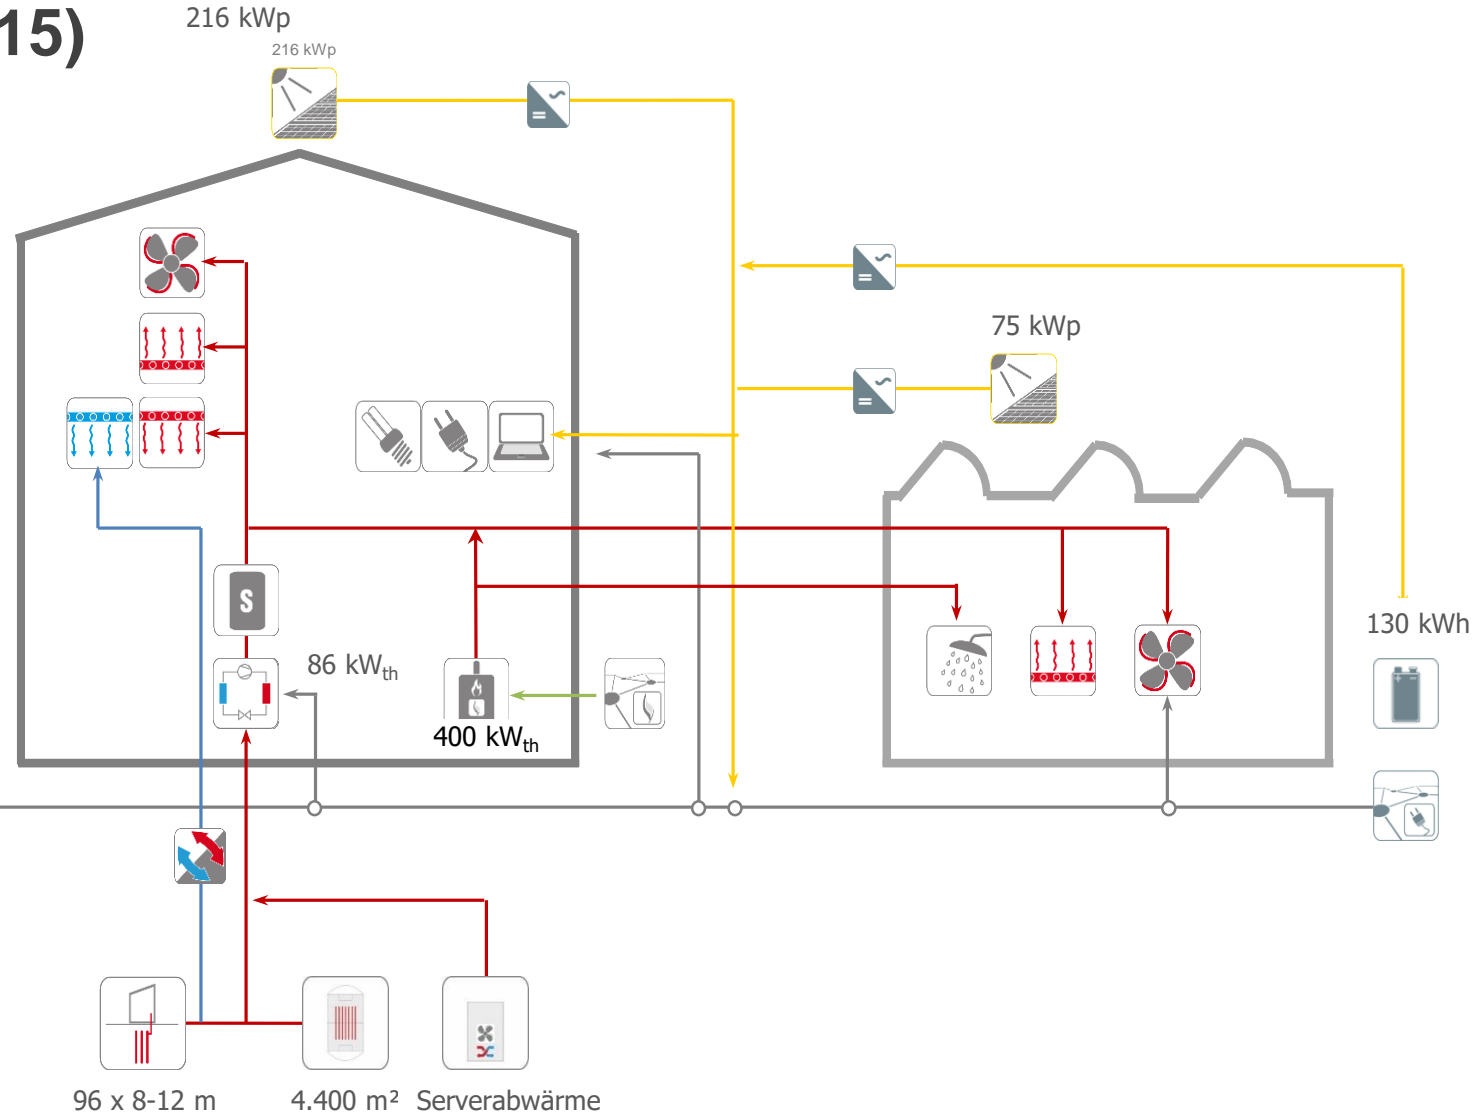 15)
216 kWp
216 kWp
75 kWp
S
130 kWh
86 kWth
400 kWth
96 x 8-12 m
4.400 m²
Serverabwärme